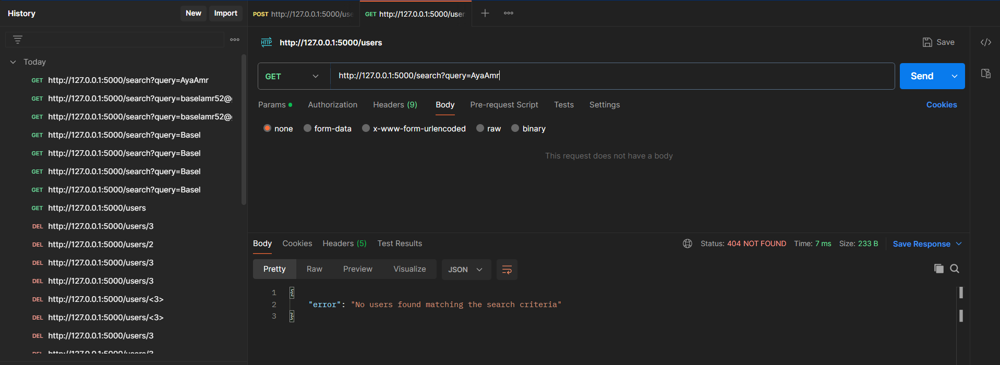 History
New
Import
Today
GET http://127.0.0.1:5000/search?query=AyaAmr
GET http://127.0.0.1:5000/search?query=baselamr52@
GET http://127.0.0.1:5000/search?query=baselamr52@
GET http://127.0.0.1:5000/search?query=Basel
GET http://127.0.0.1:5000/search?query=Basel
GET http://127.0.0.1:5000/search?query=Basel
GET http://127.0.0.1:5000/search?query=Basel
GET http://127.0.0.1:5000/users
DEL http://127.0.0.1:5000/users/3
DEL http://127.0.0.1:5000/users/2
DEL http://127.0.0.1:5000/users/3
DEL http://127.0.0.1:5000/users/3
DEL http://127.0.0.1:5000/users/<3>
DEL http://127.0.0.1:5000/users/<3>
DEL http://127.0.0.1:5000/users/3
DEL http://127.0.0.1:5000/users/3
POST http://127.0.0.1:5000/use
GET http://127.0.0.1:5000/user
HTTP http://127.0.0.1:5000/users
Save
GET http://127.0.0.1:5000/search?query=AyaAmr
Send
Params Authorization Headers (9) Body Pre-request Script Tests Settings
Cookies
none form-data x-www-form-urlencoded raw binary
This request does not have a body
Body Cookies Headers (5) Test Results
Status: 404 NOT FOUND Time: 7 ms Size: 233 B Save Response
Pretty Raw Preview Visualize JSON
1 {
2 "error": "No users found matching the search criteria"
3 }